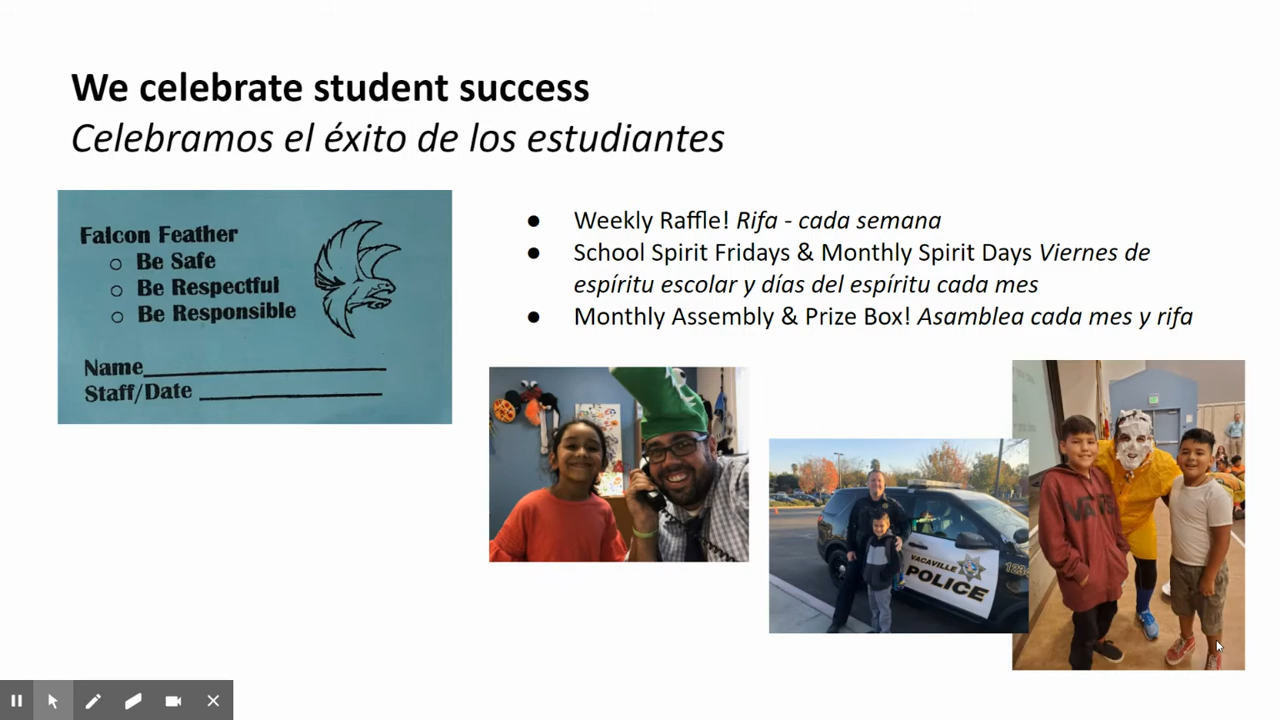 We celebrate student success
Celebramos el éxito de los estudiantes
Falcon Feather
Be Safe
Be Respectful
Be Responsible
Name
Staff/Date
● Weekly Raffle! Rifa - cada semana
● School Spirit Fridays & Monthly Spirit Days Viernes de
espíritu escolar y días del espíritu cada mes
● Monthly Assembly & Prize Box! Asamblea cada mes y rifa
VACAVILLE
POLICE
1234
VANS